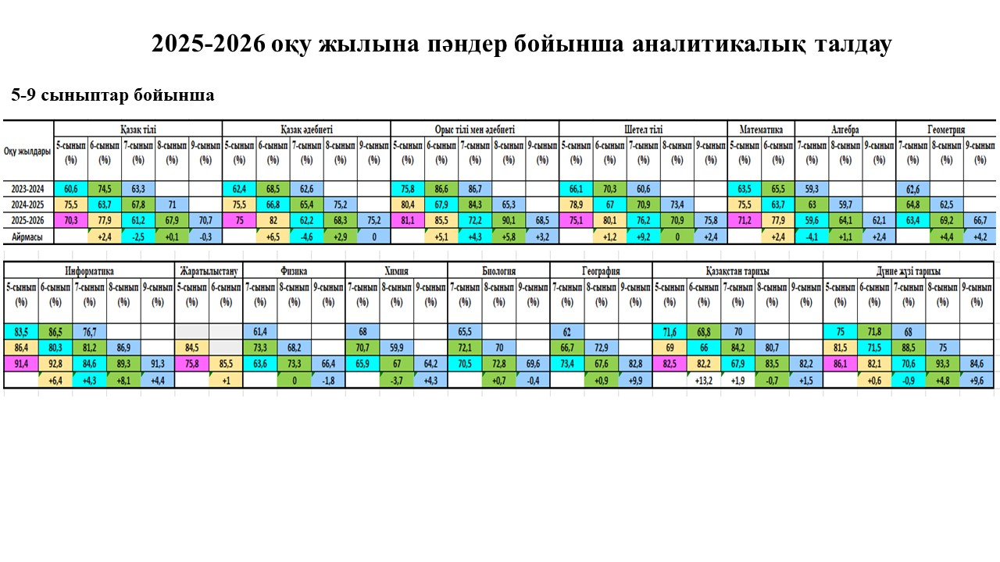 2025-2026 оқу жылына пәндер бойынша аналитикалық талдау
5-9 сыныптар бойынша
Оқу жылдары Қазақ тілі Қазақ әдебиеті Орыс тілі мен әдебиеті Шетел тілі Математика Алгебра Геометрия
5-сынып (%) 6-сынып (%) 7-сынып (%) 8-сынып (%) 9-сынып (%) 5-сынып (%) 6-сынып (%) 7-сынып (%) 8-сынып (%) 9-сынып (%) 5-сынып (%) 6-сынып (%) 7-сынып (%) 8-сынып (%) 9-сынып (%) 5-сынып (%) 6-сынып (%) 7-сынып (%) 8-сынып (%) 9-сынып (%) 5-сынып (%) 6-сынып (%) 7-сынып (%) 8-сынып (%) 9-сынып (%) 7-сынып (%) 8-сынып (%) 9-сынып (%)
2023-2024 60,6 74,5 63,3 62,4 68,5 62,6 75,8 86,6 86,7 66,1 70,3 60,6 63,5 65,5 59,3 62,6
2024-2025 75,5 63,7 67,8 71 75,5 66,8 65,4 75,2 80,4 67,9 84,3 65,3 78,9 67 70,9 73,4 75,5 63,7 63 59,7 64,8 62,5
2025-2026 70,3 77,9 61,2 67,9 70,7 75 82 62,2 68,3 75,2 81,1 85,5 72,2 90,1 68,5 75,1 80,1 76,2 70,9 75,8 71,2 77,9 59,6 64,1 62,1 63,4 69,2 66,7
Айрмасы +2,4 -2,5 +0,1 -0,3 +6,5 -4,6 +2,9 0 +5,1 +4,3 +5,8 +3,2 +1,2 +9,2 0 +2,4 +2,4 -4,1 +1,1 +2,4 +4,4 +4,2
Информатика Жаратылыстану Физика Химия Биология География Қазақстан тарихы Дүние жүзі тарихы
5-сынып (%) 6-сынып (%) 7-сынып (%) 8-сынып (%) 9-сынып (%) 5-сынып (%) 6-сынып (%) 7-сынып (%) 8-сынып (%) 9-сынып (%) 7-сынып (%) 8-сынып (%) 9-сынып (%) 7-сынып (%) 8-сынып (%) 9-сынып (%) 7-сынып (%) 8-сынып (%) 9-сынып (%) 5-сынып (%) 6-сынып (%) 7-сынып (%) 8-сынып (%) 9-сынып (%) 5-сынып (%) 6-сынып (%) 7-сынып (%) 8-сынып (%) 9-сынып (%)
83,5 86,5 76,7 61,4 68 65,5 62 71,6 68,8 70 75 71,8 68
86,4 80,3 81,2 86,9 84,5 73,3 68,2 70,7 59,9 72,1 70 66,7 72,9 69 66 84,2 80,7 81,5 71,5 88,5 75
91,4 92,8 84,6 89,3 91,3 75,8 85,5 63,6 73,3 66,4 65,9 67 64,2 70,5 72,8 69,6 73,4 67,6 82,8 82,5 82,2 67,9 83,5 82,2 86,1 82,1 70,6 93,3 84,6
+6,4 +4,3 +8,1 +4,4 +1 0 -1,8 -3,7 +4,3 +0,7 -0,4 +0,9 +9,9 +13,2 +1,9 -0,7 +1,5 +0,6 -0,9 +4,8 +9,6